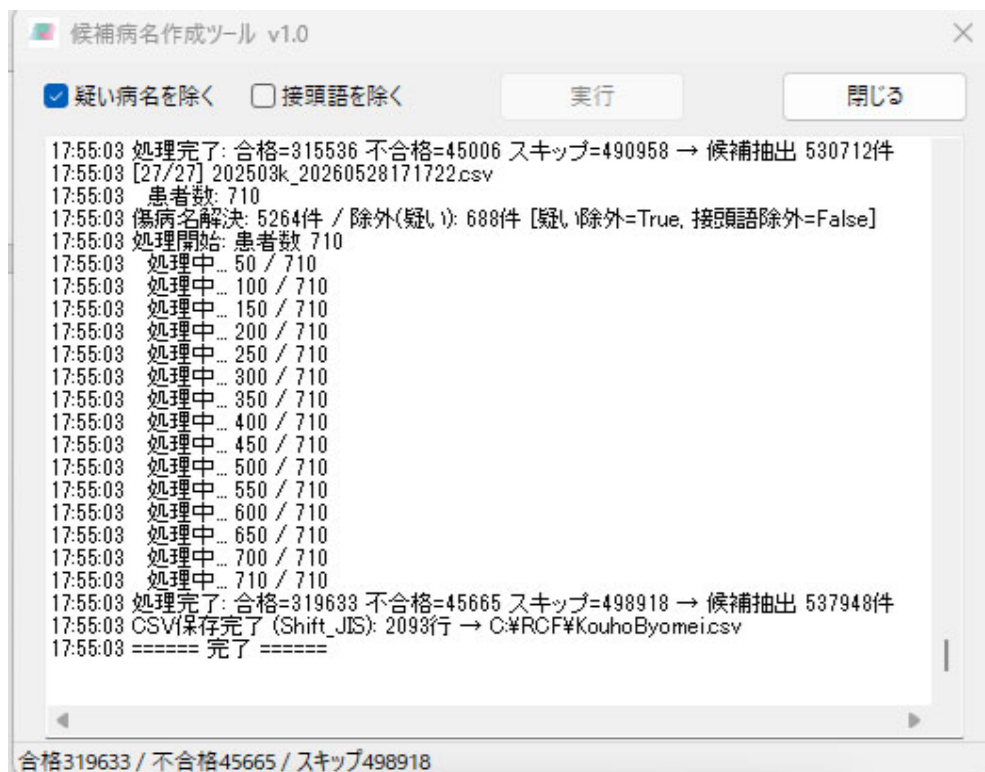 候補病名作成ツール v1.0
疑い病名を除く 接頭語を除く 実行 閉じる
17:55:03 処理完了: 合格=315536 不合格=45006 スキップ=490958 → 候補抽出 530712件
17:55:03 [27/27] 202503k_20260528171722.csv
17:55:03 患者数: 710
17:55:03 傷病名解決: 5264件 / 除外(疑い): 688件 [疑い除外=True, 接頭語除外=False]
17:55:03 処理開始: 患者数 710
17:55:03 処理中... 50 / 710
17:55:03 処理中... 100 / 710
17:55:03 処理中... 150 / 710
17:55:03 処理中... 200 / 710
17:55:03 処理中... 250 / 710
17:55:03 処理中... 300 / 710
17:55:03 処理中... 350 / 710
17:55:03 処理中... 400 / 710
17:55:03 処理中... 450 / 710
17:55:03 処理中... 500 / 710
17:55:03 処理中... 550 / 710
17:55:03 処理中... 600 / 710
17:55:03 処理中... 650 / 710
17:55:03 処理中... 700 / 710
17:55:03 処理中... 710 / 710
17:55:03 処理完了: 合格=319633 不合格=45665 スキップ=498918 → 候補抽出 537948件
17:55:03 CSV保存完了 (Shift_JIS): 2093行 → C:¥RCF¥KouhoByomei.csv
17:55:03 ====== 完了 ======
合格319633 / 不合格45665 / スキップ498918